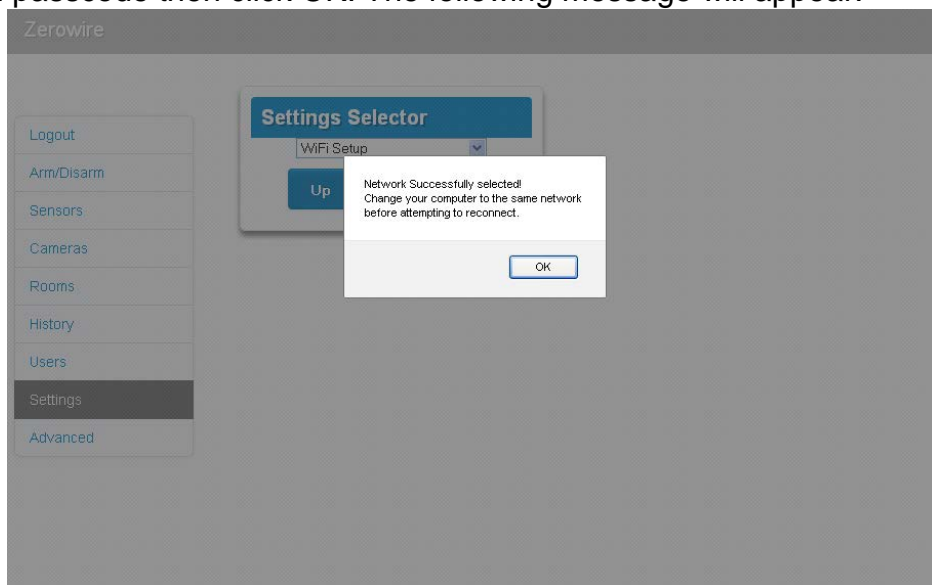 passcode then click OK. The following message will appear:
Zerowire
Settings Selector
WiFi Setup
Up
Network Successfully selected!
Change your computer to the same network
before attempting to reconnect.
OK
Logout
Arm/Disarm
Sensors
Cameras
Rooms
History
Users
Settings
Advanced